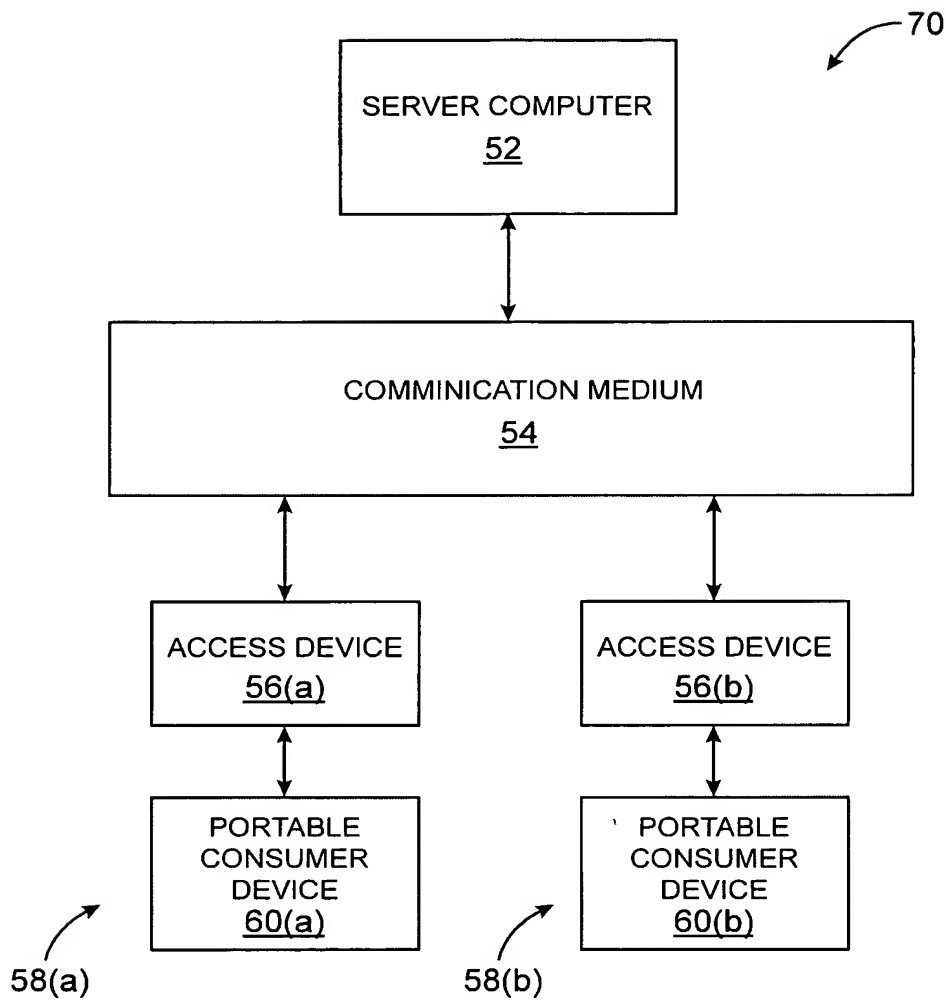 70
SERVER COMPUTER
52
COMMINICATION MEDIUM
54
ACCESS DEVICE
56(a)
ACCESS DEVICE
56(b)
PORTABLE
CONSUMER
DEVICE
60(a)
PORTABLE
CONSUMER
DEVICE
60(b)
58(a)
58(b)